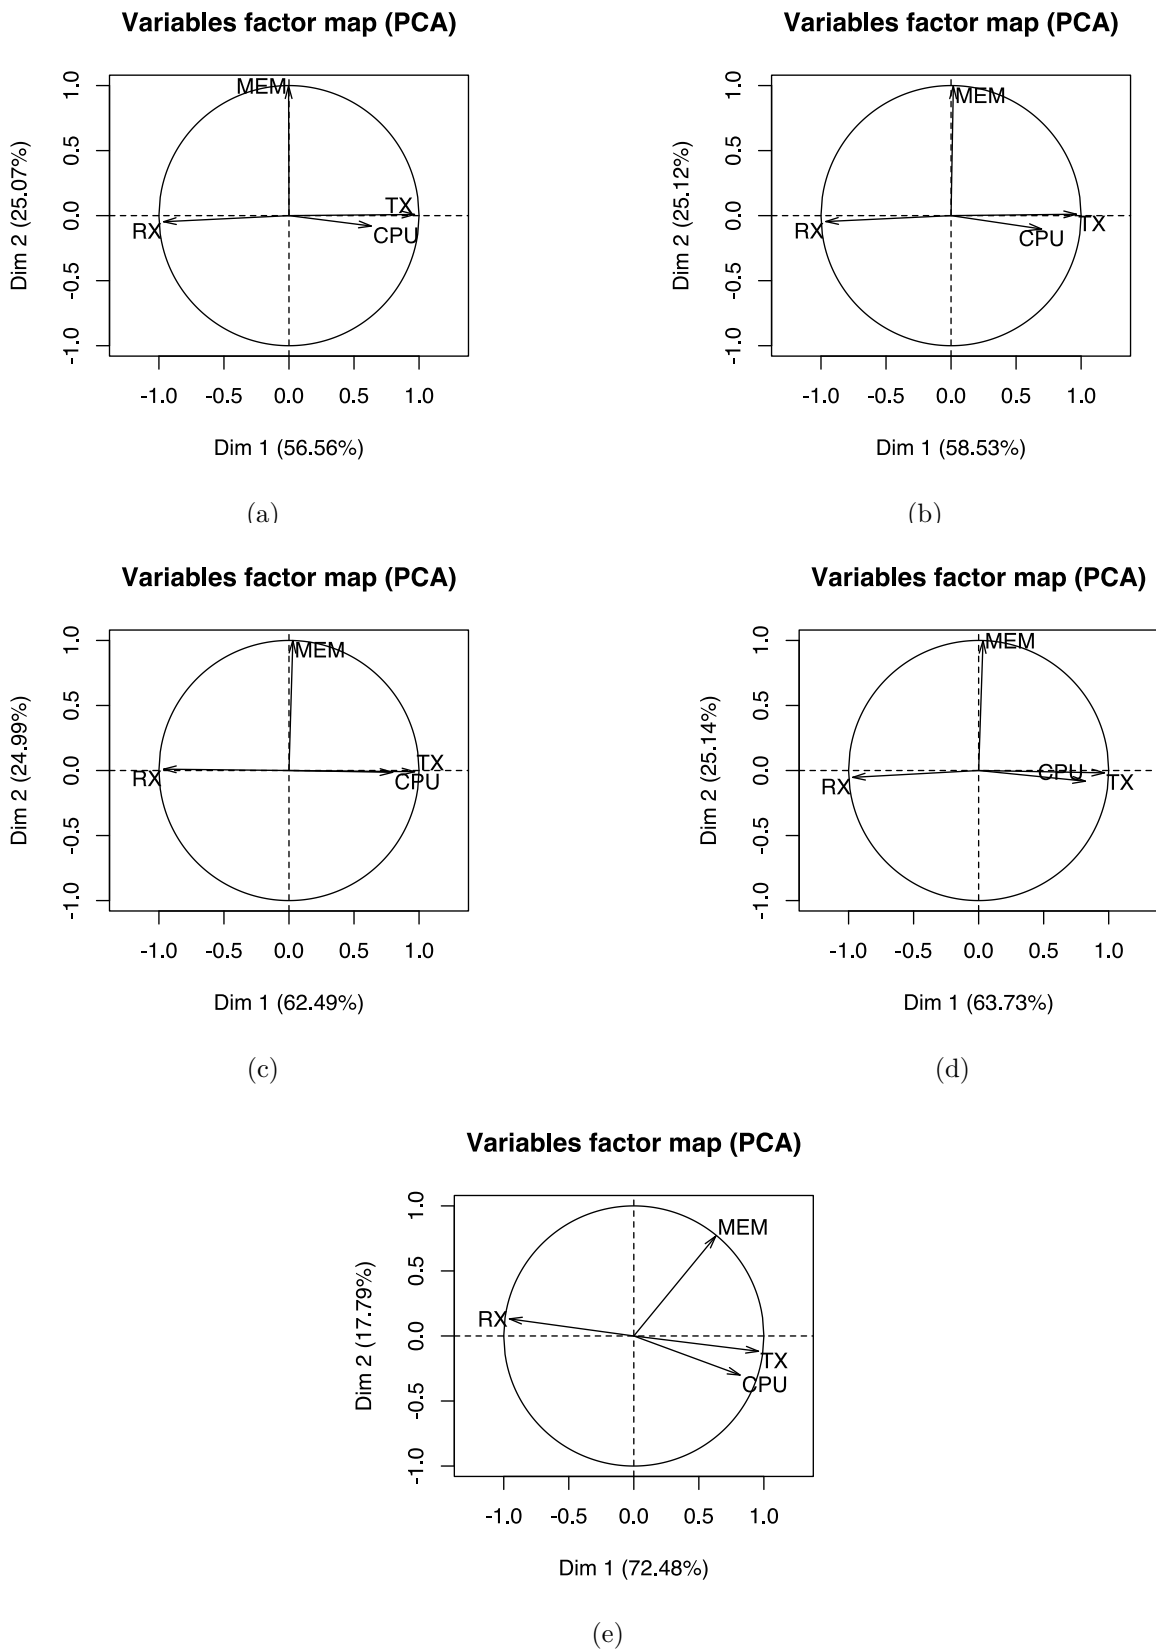 Variables factor map (PCA)
Variables factor map (PCA)
1.0
0.5
0.0
-0.5
-1.0
Dim 2 (25.07%)
MEM
TX
RX
CPU
-1.0 0.0 0.5 1.0
Dim 1 (56.56%)
(a)
1.0
0.5
0.0
-0.5
-1.0
Dim 2 (25.12%)
MEM
RX
TX
CPU
-1.0 0.0 0.5 1.0
Dim 1 (58.53%)
(b)
Variables factor map (PCA)
Variables factor map (PCA)
1.0
0.5
0.0
-0.5
-1.0
Dim 2 (24.99%)
MEM
TX
RX
CPU
-1.0 -0.5 0.0 0.5 1.0
Dim 1 (62.49%)
(c)
1.0
0.5
0.0
-0.5
-1.0
Dim 2 (25.14%)
MEM
CPU
RX
TX
-1.0 -0.5 0.0 0.5 1.0
Dim 1 (63.73%)
(d)
Variables factor map (PCA)
1.0
0.5
0.0
-0.5
-1.0
Dim 2 (17.79%)
MEM
RX
TX
CPU
-1.0 -0.5 0.0 0.5 1.0
Dim 1 (72.48%)
(e)